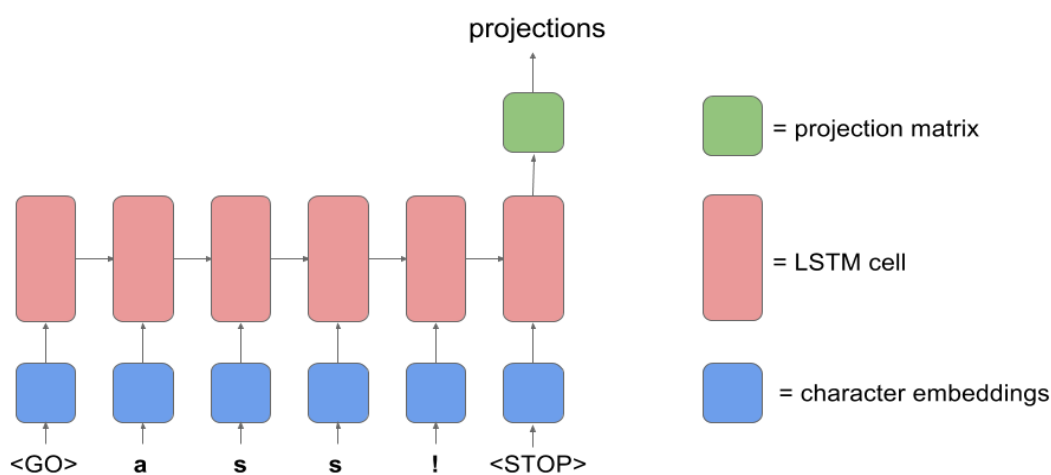 projections
= projection matrix
= LSTM cell
= character embeddings
<GO> a s s ! <STOP>